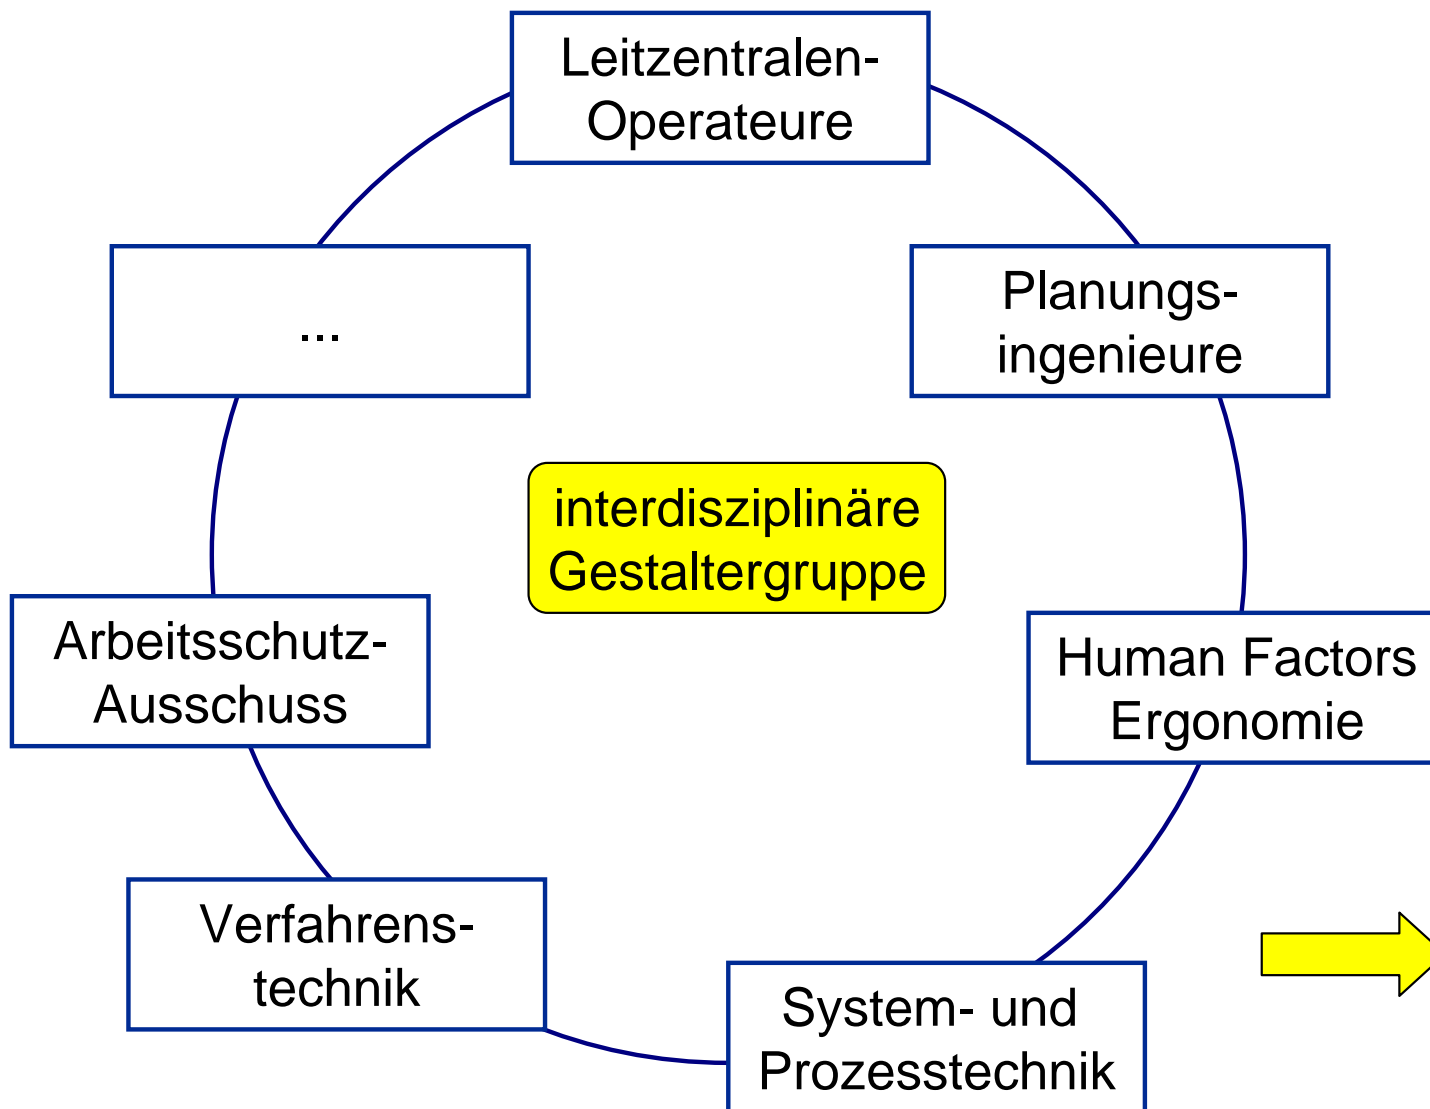 Leitzentralen-
Operateure
Planungs-
ingenieure
...
interdisziplinäre
Gestaltergruppe
Human Factors
Ergonomie
Arbeitsschutz-
Ausschuss
Verfahrens-
technik
System- und
Prozesstechnik